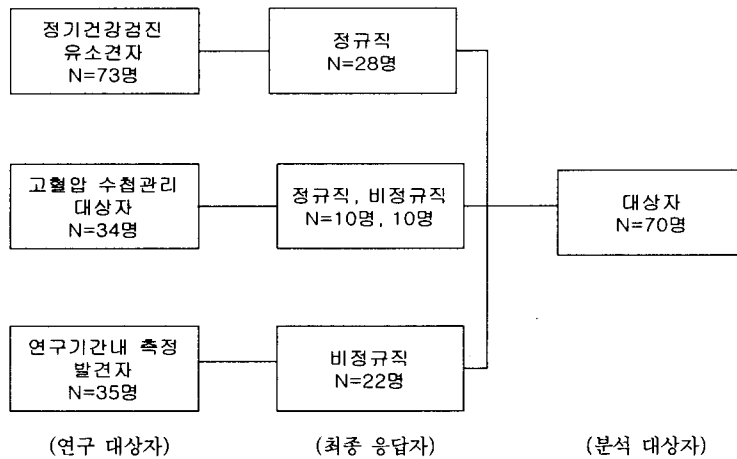 정기건강검진
유소견자
N=73명
정규직
N=28명
고혈압 수첩관리
대상자
N=34명
정규직, 비정규직
N=10명, 10명
대상자
N=70명
연구기간내 측정
발견자
N=35명
비정규직
N=22명
(연구 대상자)
(최종 응답자)
(분석 대상자)